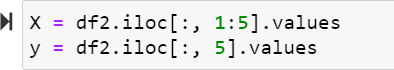 X = df2.iloc[:, 1:5].values
y = df2.iloc[:, 5].values